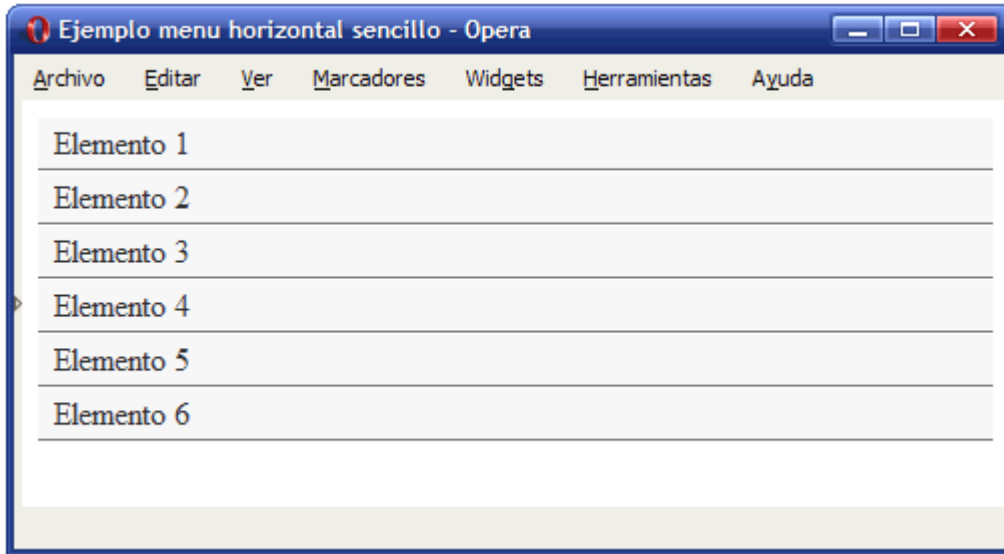 Ejemplo menu horizontal sencillo - Opera
Archivo Editar Ver Marcadores Widgets Herramientas Ayuda
Elemento 1
Elemento 2
Elemento 3
Elemento 4
Elemento 5
Elemento 6